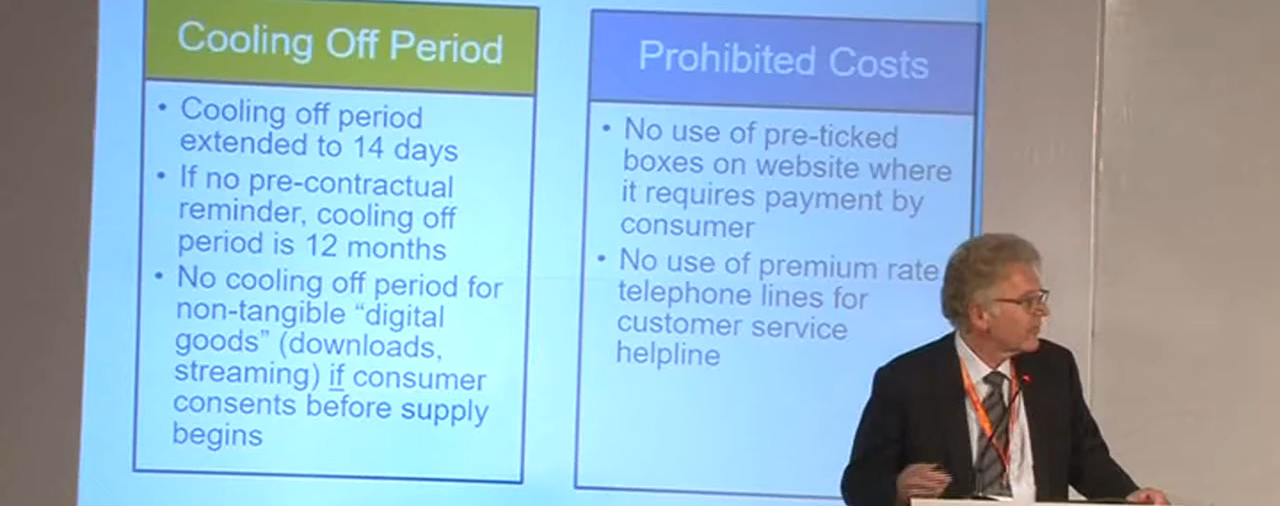 Cooling Off Period
• Cooling off period
extended to 14 days
• If no pre-contractual
reminder, cooling off
period is 12 months
• No cooling off period for
non-tangible “digital
goods” (downloads,
streaming) if consumer
consents before supply
begins
Prohibited Costs
• No use of pre-ticked
boxes on website where
it requires payment by
consumer
• No use of premium rate
telephone lines for
customer service
helpline